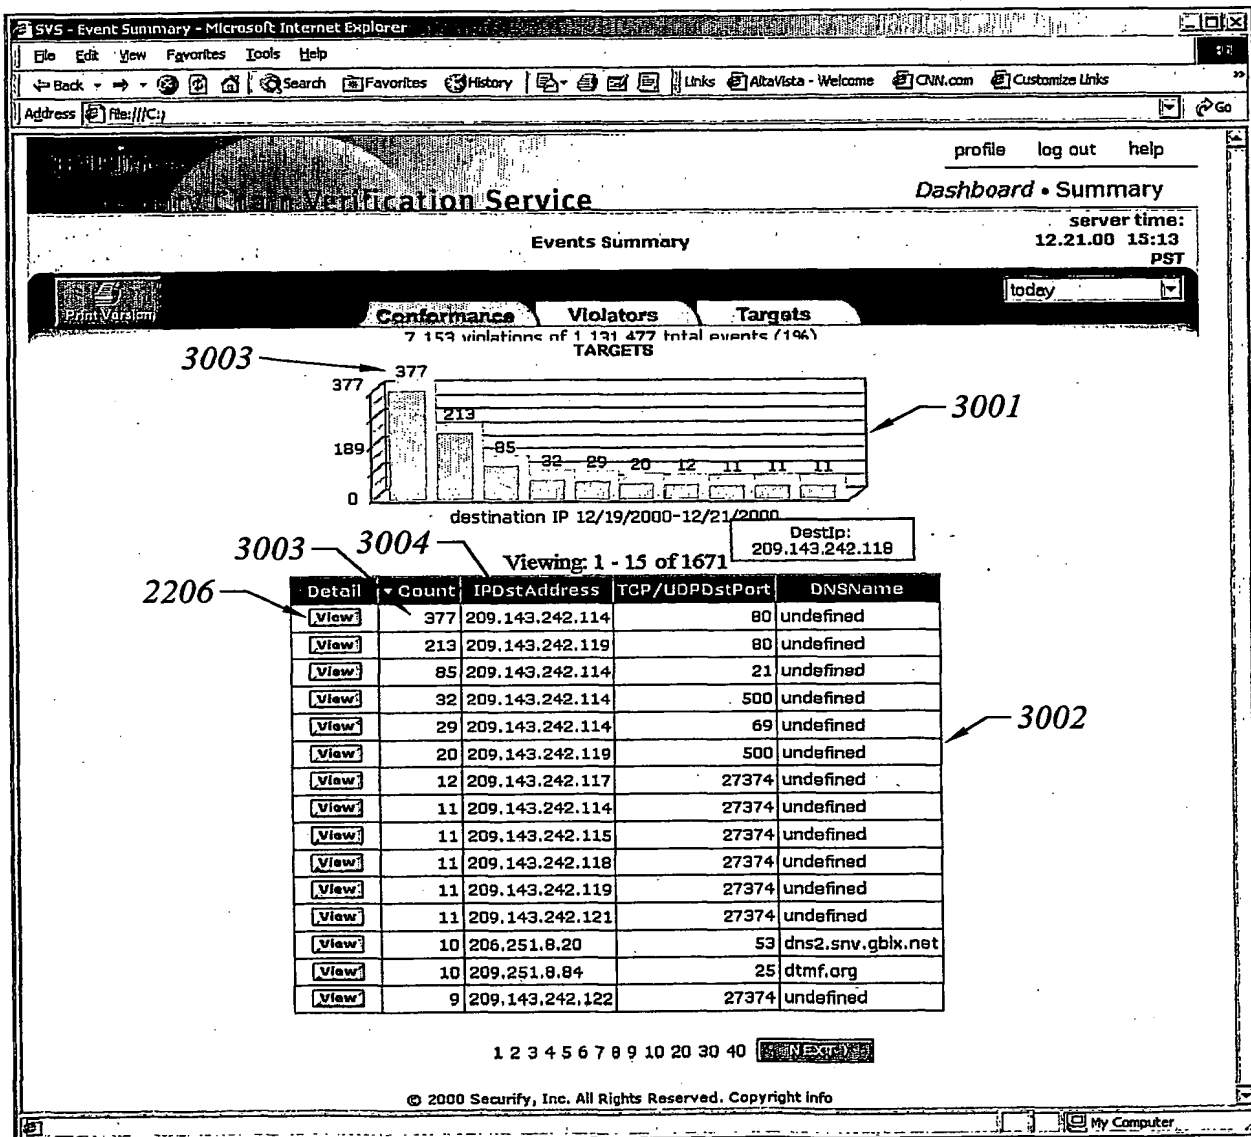 SVS - Event Summary - Microsoft Internet Explorer
File Edit View Favorites Tools Help
Back Search Favorites History Links AltaVista - Welcome CNN.com Customize Links »
Address File:///C:) Go
profile log out help
Chain Verification Service
Dashboard • Summary
Events Summary
server time:
12.21.00 15:13
PST
Print Version
today
Conformance Violators Targets
7 153 violations of 1 131 477 total events (1%)
TARGETS
3003
377
377
213
3001
189
85
32 29 20 12 11 11 11
0
destination IP 12/19/2000-12/21/2000
DestIp:
209.143.242.118
3003 3004
Viewing: 1 - 15 of 1671
2206
Detail Count IPDstAddress TCP/UDPDstPort DNSName
View 377 209.143.242.114 80 undefined
View 213 209.143.242.119 80 undefined
View 85 209.143.242.114 21 undefined
View 32 209.143.242.114 500 undefined
View 29 209.143.242.114 69 undefined
3002
View 20 209.143.242.119 500 undefined
View 12 209.143.242.117 27374 undefined
View 11 209.143.242.114 27374 undefined
View 11 209.143.242.115 27374 undefined
View 11 209.143.242.118 27374 undefined
View 11 209.143.242.119 27374 undefined
View 11 209.143.242.121 27374 undefined
View 10 206.251.8.20 53 dns2.snv.gblx.net
View 10 209.251.8.84 25 dtmf.org
View 9 209.143.242.122 27374 undefined
1 2 3 4 5 6 7 8 9 10 20 30 40 NEXT
© 2000 Securify, Inc. All Rights Reserved. Copyright info
My Computer